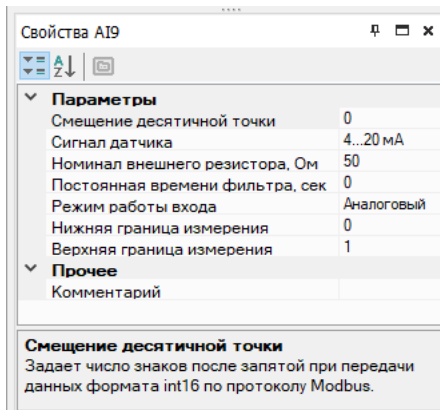 Свойства AI9
Параметры
Смещение десятичной точки 0
Сигнал датчика 4...20 мА
Номинал внешнего резистора, Ом 50
Постоянная времени фильтра, сек 0
Режим работы входа Аналоговый
Нижняя граница измерения 0
Верхняя граница измерения 1
Прочее
Комментарий
Смещение десятичной точки
Задает число знаков после запятой при передачи
данных формата int16 по протоколу Modbus.